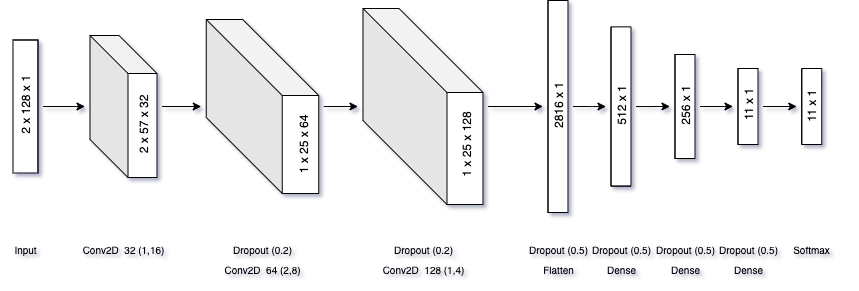 2 x 128 x 1
2 x 57 x 32
1 x 25 x 64
1 x 25 x 128
2816 x 1
512 x 1
256 x 1
11 x 1
11 x 1
Input
Conv2D 32 (1,16)
Dropout (0.2)
Conv2D 64 (2,8)
Dropout (0.2)
Conv2D 128 (1,4)
Dropout (0.5)
Flatten
Dropout (0.5)
Dense
Dropout (0.5)
Dense
Dropout (0.5)
Dense
Softmax